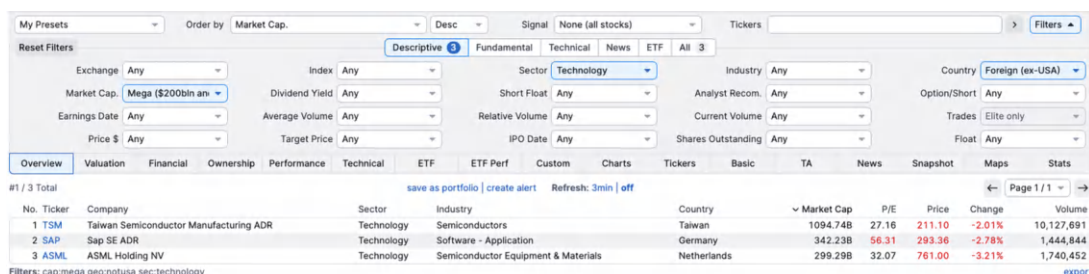 My Presets Order by Market Cap. Desc Signal None (all stocks) Tickers > Filters ▲
Reset Filters Descriptive 3 Fundamental Technical News ETF All 3
Exchange Any Index Any Sector Technology Industry Any Country Foreign (ex-USA)
Market Cap. Mega ($200bln an Dividend Yield Any Short Float Any Analyst Recom. Any Option/Short Any
Earnings Date Any Average Volume Any Relative Volume Any Current Volume Any Trades Elite only
Price $ Any Target Price Any IPO Date Any Shares Outstanding Any Float Any
Overview Valuation Financial Ownership Performance Technical ETF ETF Perf Custom Charts Tickers Basic TA News Snapshot Maps Stats
#1 / 3 Total save as portfolio | create alert Refresh: 3min | off ← Page 1 / 1 →
No. Ticker Company Sector Industry Country Market Cap P/E Price Change Volume
1 TSM Taiwan Semiconductor Manufacturing ADR Technology Semiconductors Taiwan 1094.74B 27.16 211.10 -2.01% 10,127,691
2 SAP Sap SE ADR Technology Software - Application Germany 342.23B 56.31 293.36 -2.78% 1,444,844
3 ASML ASML Holding NV Technology Semiconductor Equipment & Materials Netherlands 299.29B 32.07 761.00 -3.21% 1,740,452
Filters: cap:mega geo:notusa sec:technology expor